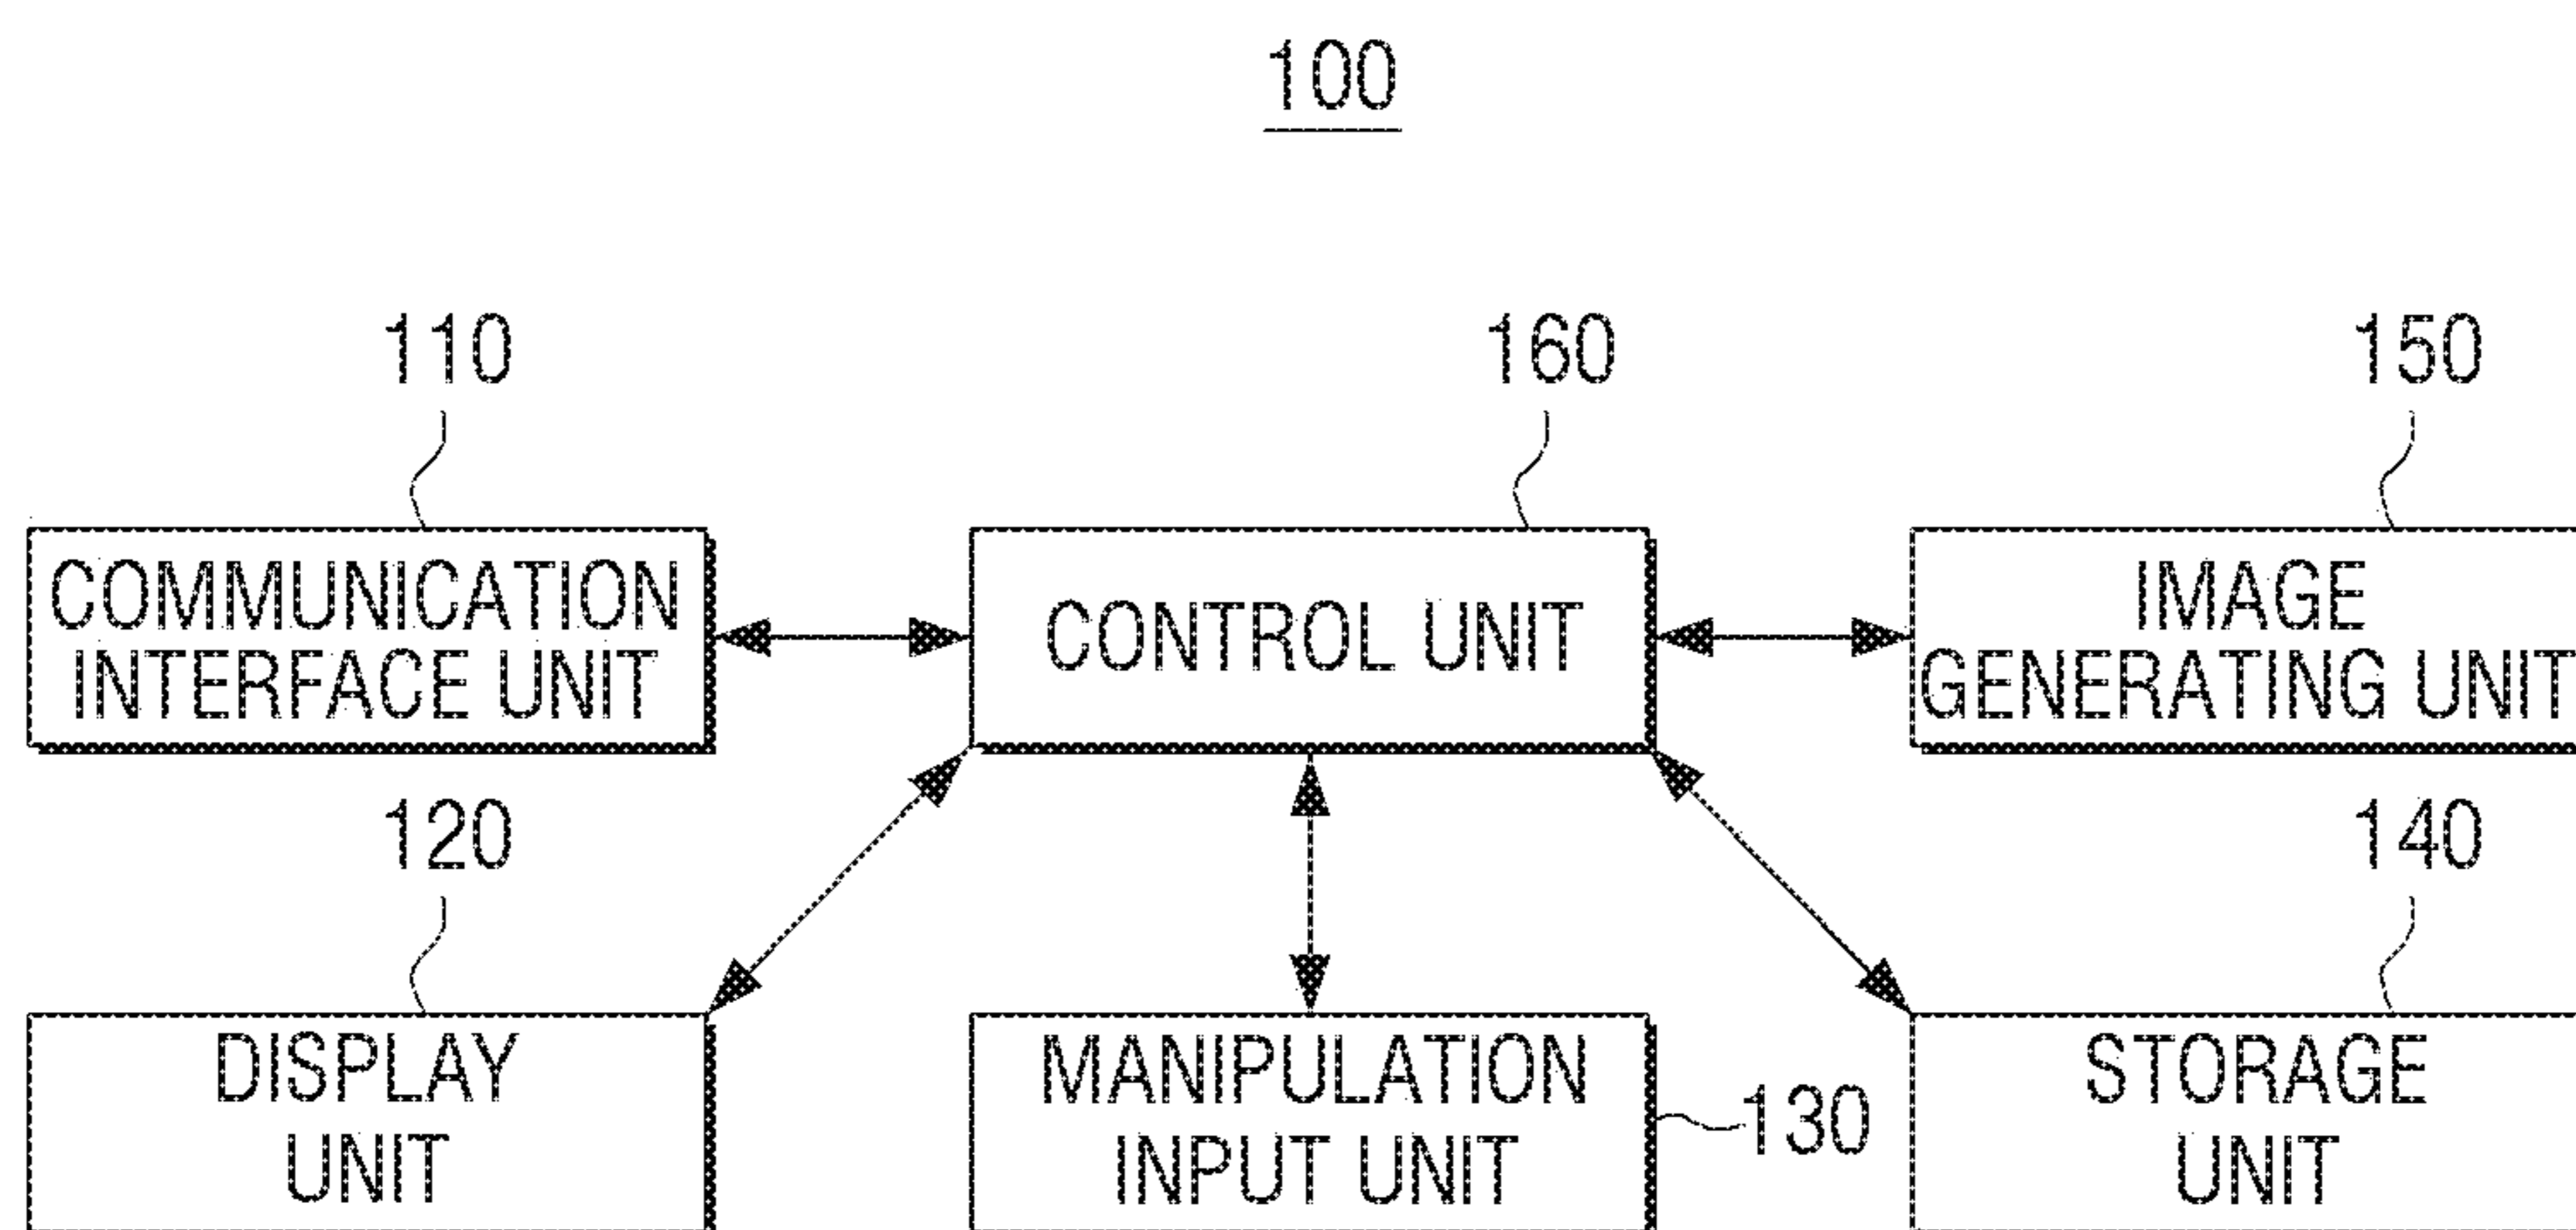 100
110
160
150
COMMUNICATION
INTERFACE UNIT
CONTROL UNIT
IMAGE
GENERATING UNIT
120
140
DISPLAY
UNIT
MANIPULATION
INPUT UNIT
130
STORAGE
UNIT